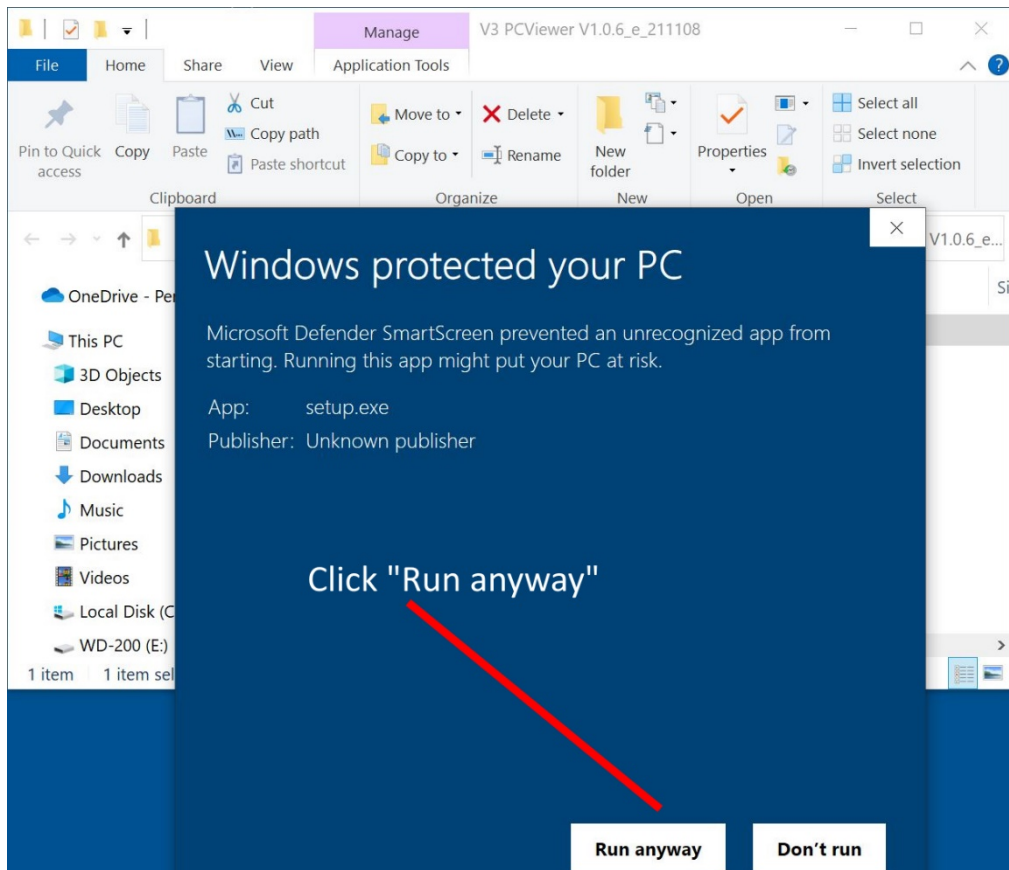 Manage
V3 PCViewer V1.0.6_e_211108
File
Home
Share
View
Application Tools
Pin to Quick access
Copy
Paste
Cut
Copy path
Paste shortcut
Move to
Copy to
Delete
Rename
New folder
Properties
Select all
Select none
Invert selection
Clipboard
Organize
New
Open
Select
V1.0.6_e...
Windows protected your PC
Microsoft Defender SmartScreen prevented an unrecognized app from
starting. Running this app might put your PC at risk.
App: setup.exe
Publisher: Unknown publisher
Click "Run anyway"
Run anyway
Don't run
OneDrive - Per
This PC
3D Objects
Desktop
Documents
Downloads
Music
Pictures
Videos
Local Disk (C
WD-200 (E:)
1 item
1 item sel
Si